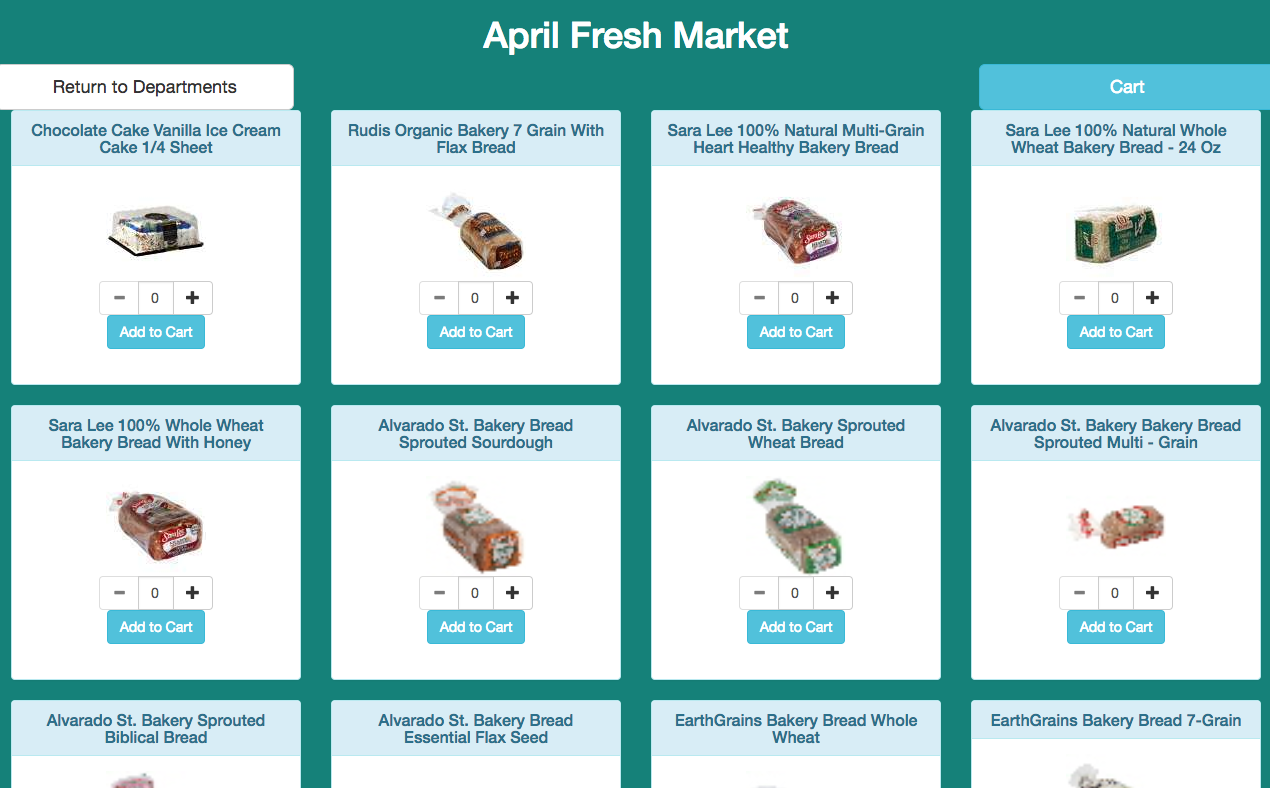 April Fresh Market
Return to Departments
Cart
Chocolate Cake Vanilla Ice Cream
Cake 1/4 Sheet
Rudis Organic Bakery 7 Grain With
Flax Bread
Sara Lee 100% Natural Multi-Grain
Heart Healthy Bakery Bread
Sara Lee 100% Natural Whole
Wheat Bakery Bread - 24 Oz
0
0
0
0
Add to Cart
Add to Cart
Add to Cart
Add to Cart
Sara Lee 100% Whole Wheat
Bakery Bread With Honey
Alvarado St. Bakery Bread
Sprouted Sourdough
Alvarado St. Bakery Sprouted
Wheat Bread
Alvarado St. Bakery Bakery Bread
Sprouted Multi - Grain
Sara Lee
0
0
0
0
Add to Cart
Add to Cart
Add to Cart
Add to Cart
Alvarado St. Bakery Sprouted
Biblical Bread
Alvarado St. Bakery Bread
Essential Flax Seed
EarthGrains Bakery Bread Whole
Wheat
EarthGrains Bakery Bread 7-Grain